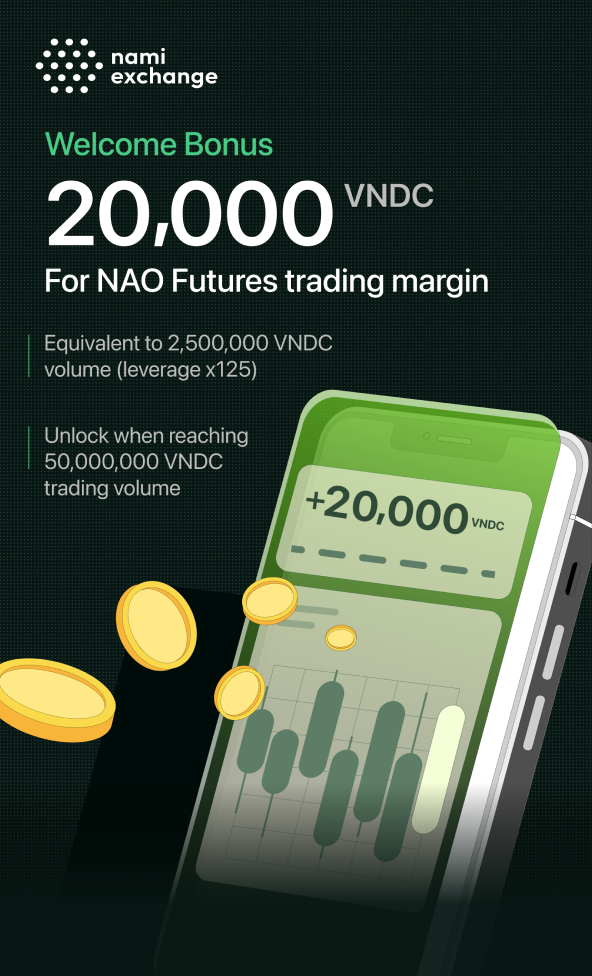 nami
exchange
Welcome Bonus
20,000 VNDC
For NAO Futures trading margin
Equivalent to 2,500,000 VNDC
volume (leverage x125)
Unlock when reaching
50,000,000 VNDC
trading volume
+20,000 VNDC